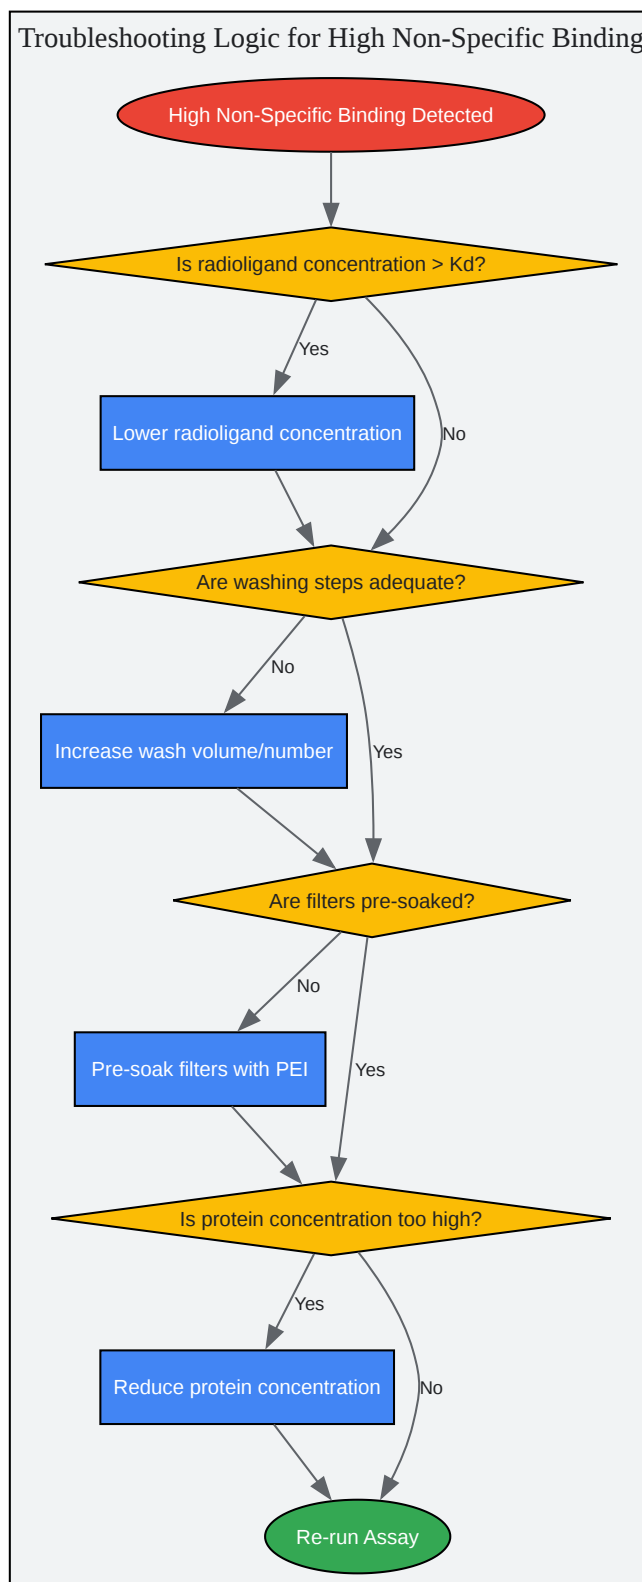 Troubleshooting Logic for High Non-Specific Binding
High Non-Specific Binding Detected
Is radioligand concentration > Kd?
Yes
Lower radioligand concentration
No
Are washing steps adequate?
No
Increase wash volume/number
Yes
Are filters pre-soaked?
No
Pre-soak filters with PEI
Yes
Is protein concentration too high?
Yes
Reduce protein concentration
No
Re-run Assay